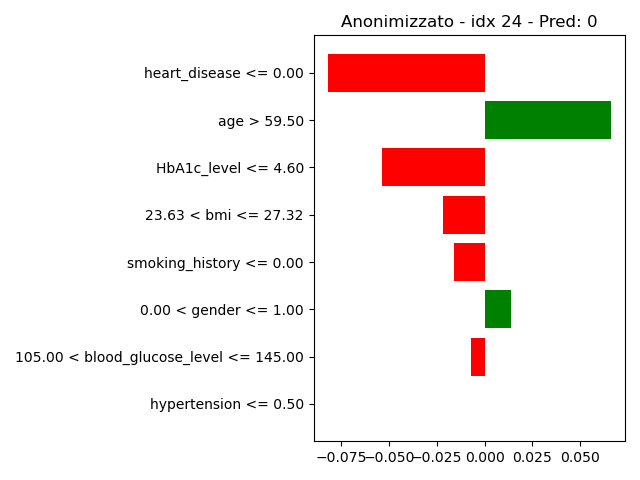 Anonimizzato - idx 24 - Pred: 0
heart_disease <= 0.00
age > 59.50
HbA1c_level <= 4.60
23.63 < bmi <= 27.32
smoking_history <= 0.00
0.00 < gender <= 1.00
105.00 < blood_glucose_level <= 145.00
hypertension <= 0.50
−0.075 −0.050 −0.025 0.000 0.025 0.050